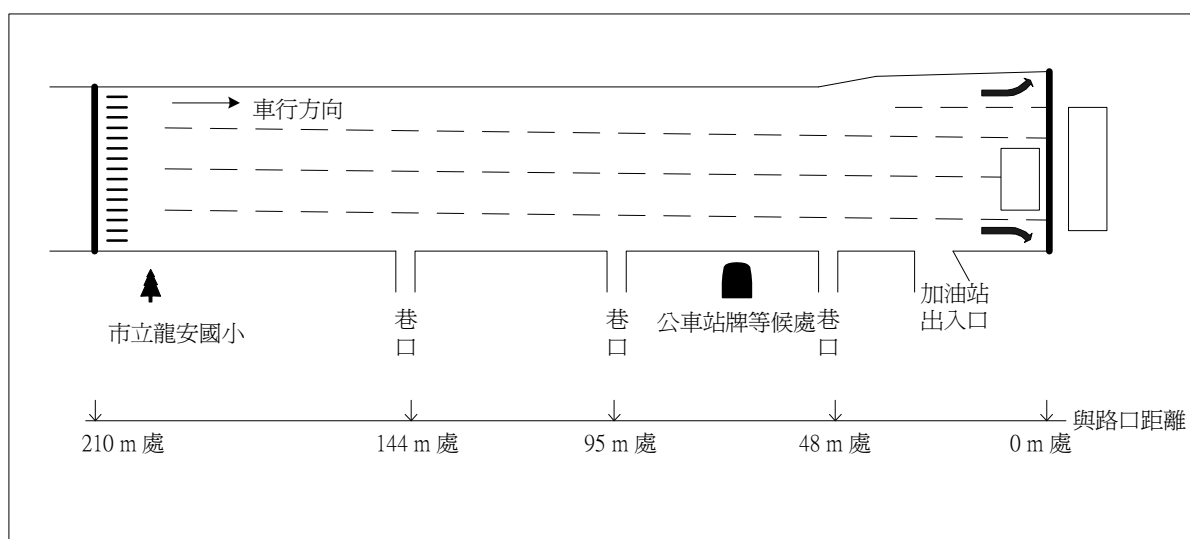 車行方向
市立龍安國小
巷口
巷口
公車站牌等候處
巷口
加油站
出入口
210 m 處
144 m 處
95 m 處
48 m 處
0 m 處
與路口距離